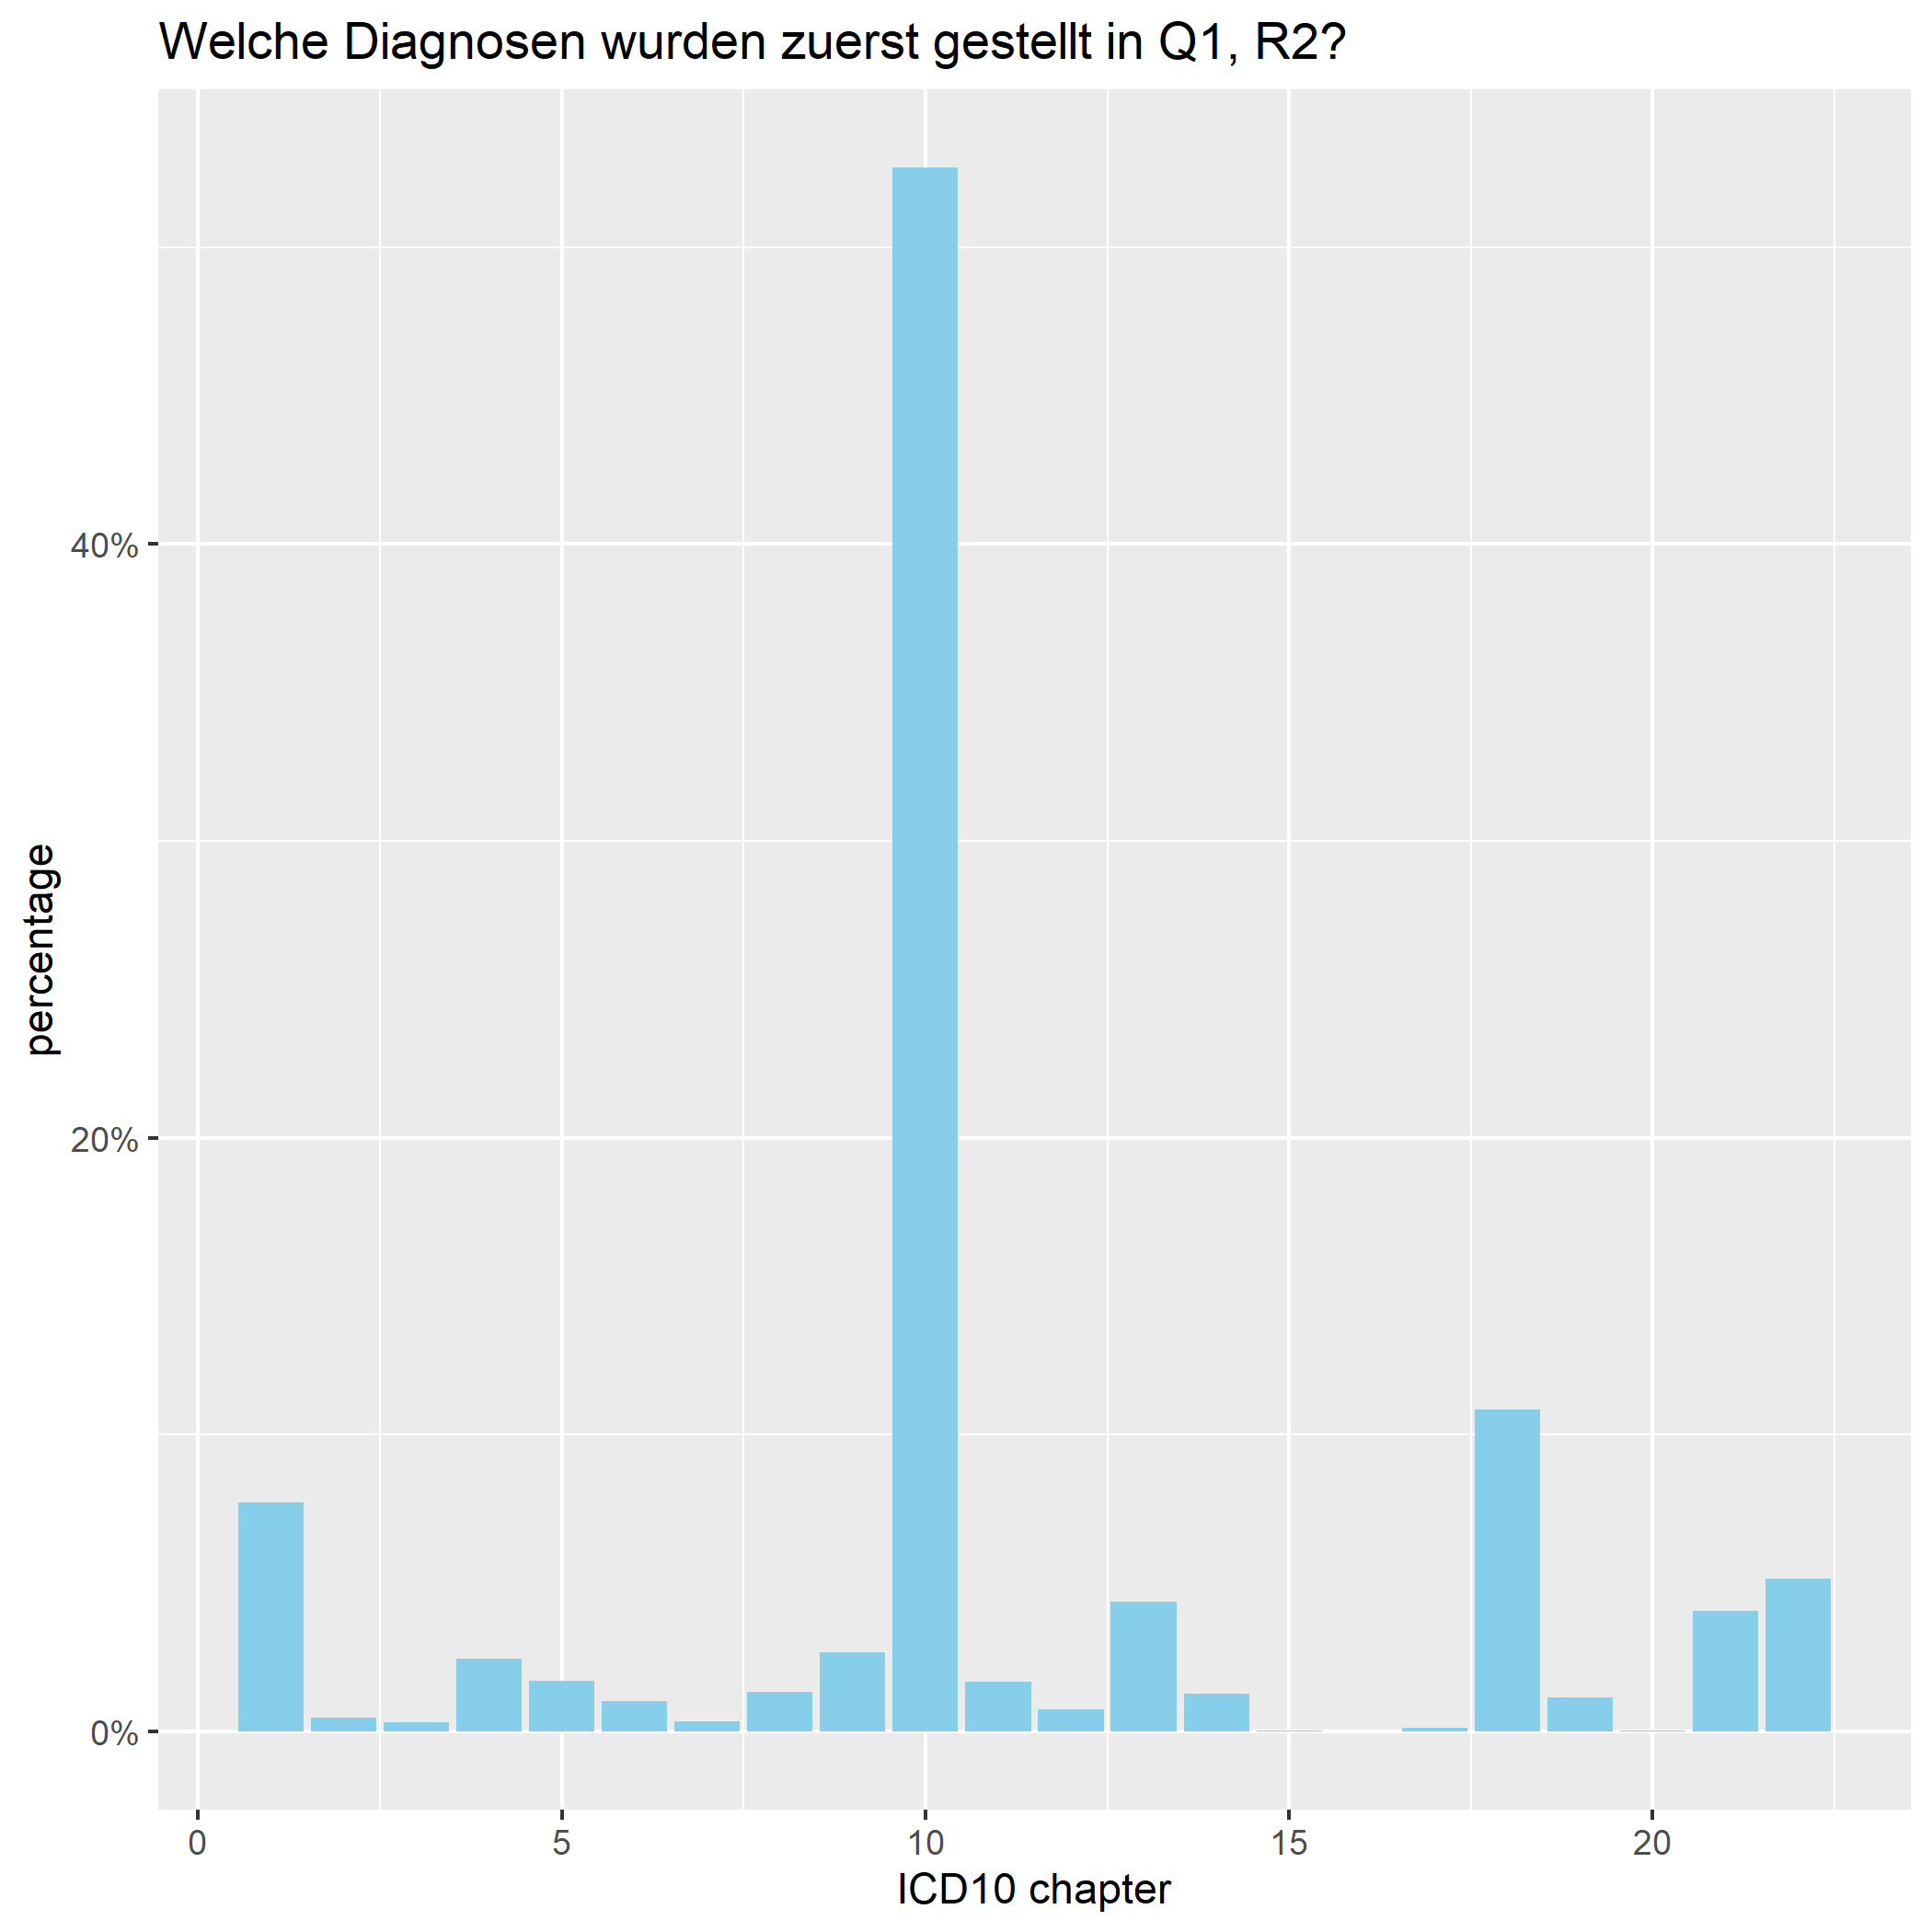 Welche Diagnosen wurden zuerst gestellt in Q1, R2?
percentage
40%
20%
0%
0 5 10 15 20
ICD10 chapter